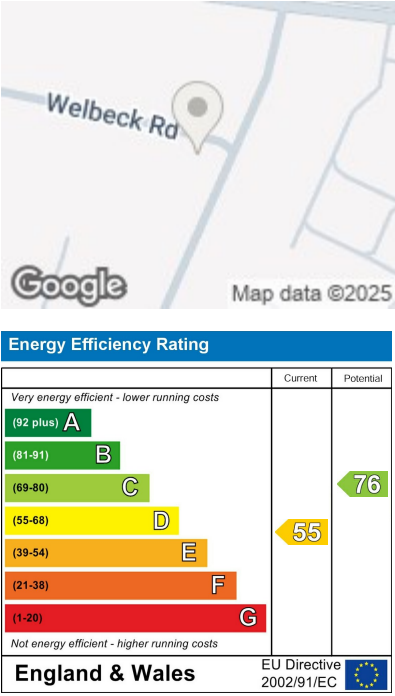 Welbeck Rd
Google
Map data ©2025
Energy Efficiency Rating
Current Potential
Very energy efficient - lower running costs
(92 plus) A
(81-91) B
(69-80) C
76
(55-68) D
55
(39-54) E
(21-38) F
(1-20) G
Not energy efficient - higher running costs
England & Wales
EU Directive
2002/91/EC